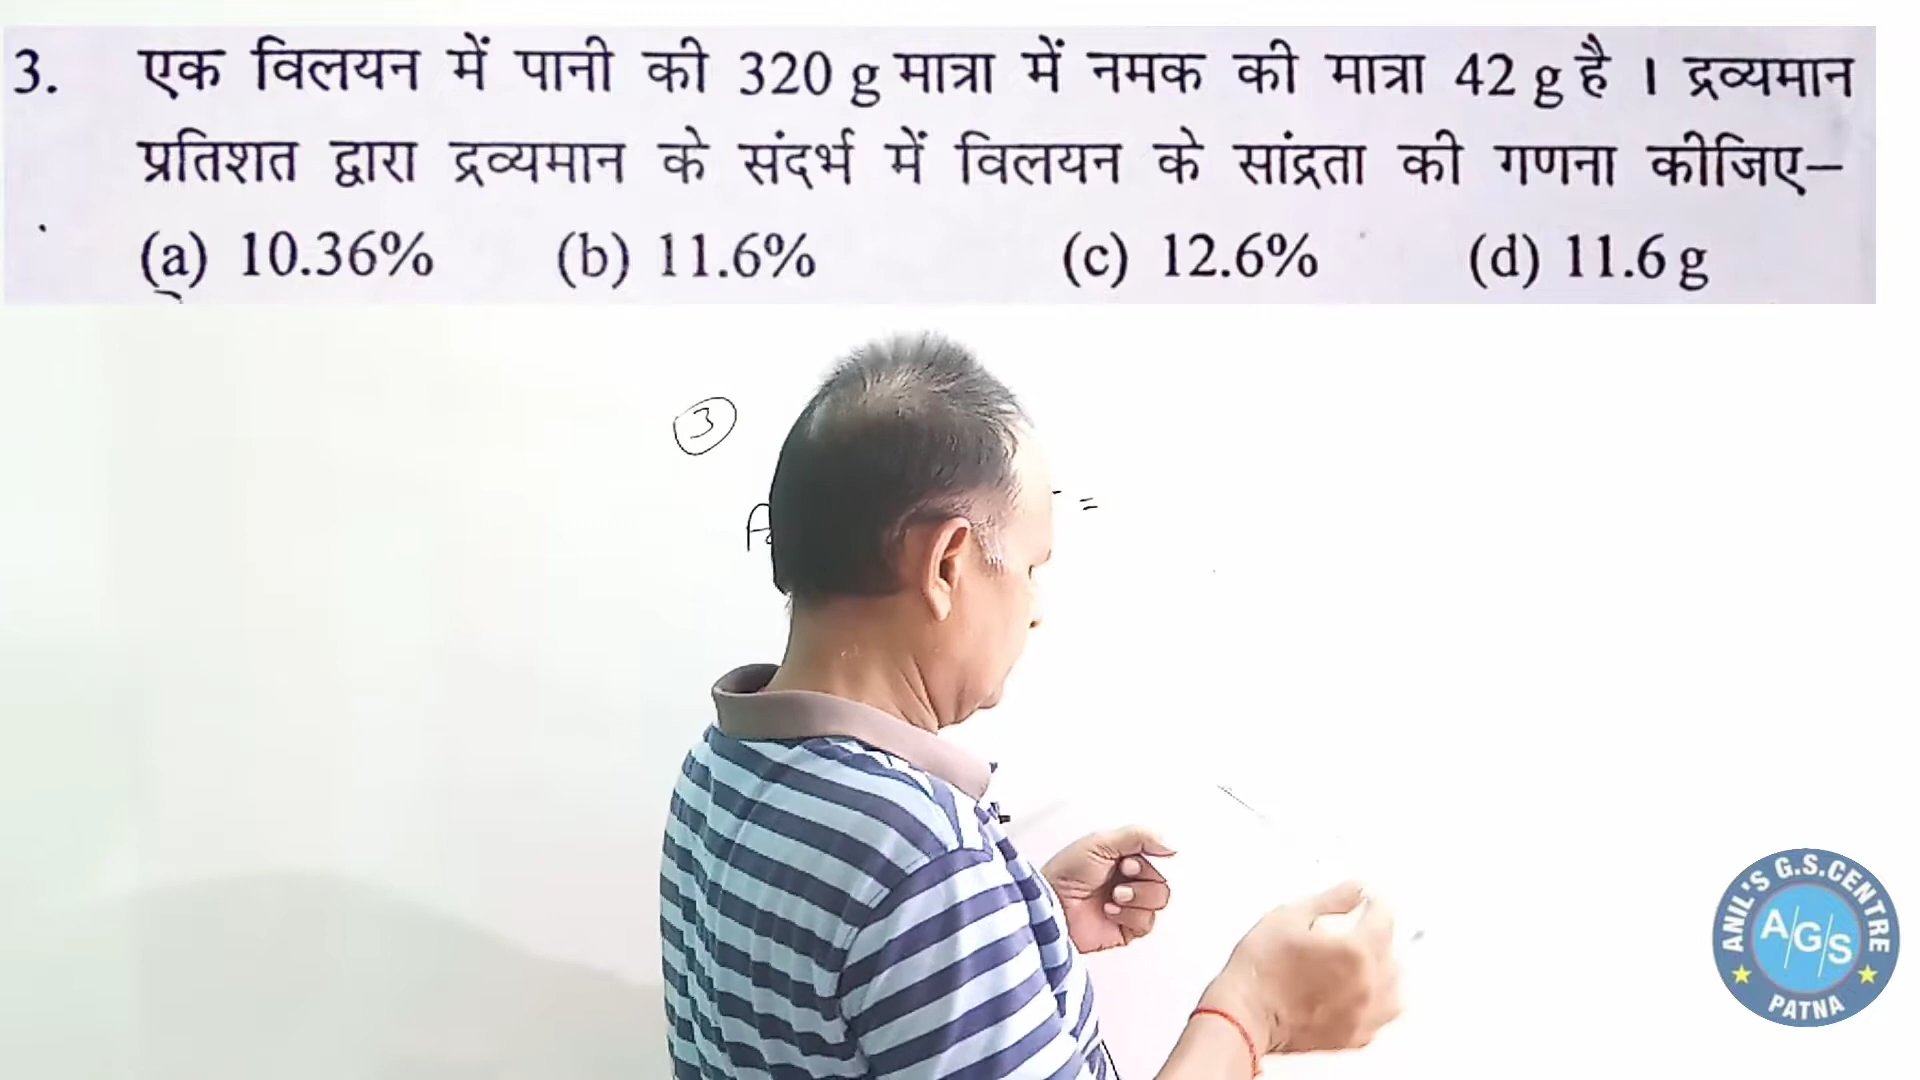 3. एक विलयन में पानी की 320 g मात्रा में नमक की मात्रा 42 g है । द्रव्यमान
प्रतिशत द्वारा द्रव्यमान के संदर्भ में विलयन के सांद्रता की गणना कीजिए–
(a) 10.36% (b) 11.6% (c) 12.6% (d) 11.6 g
3
=
ANIL'S G.S.CENTRE
A/G/S
PATNA